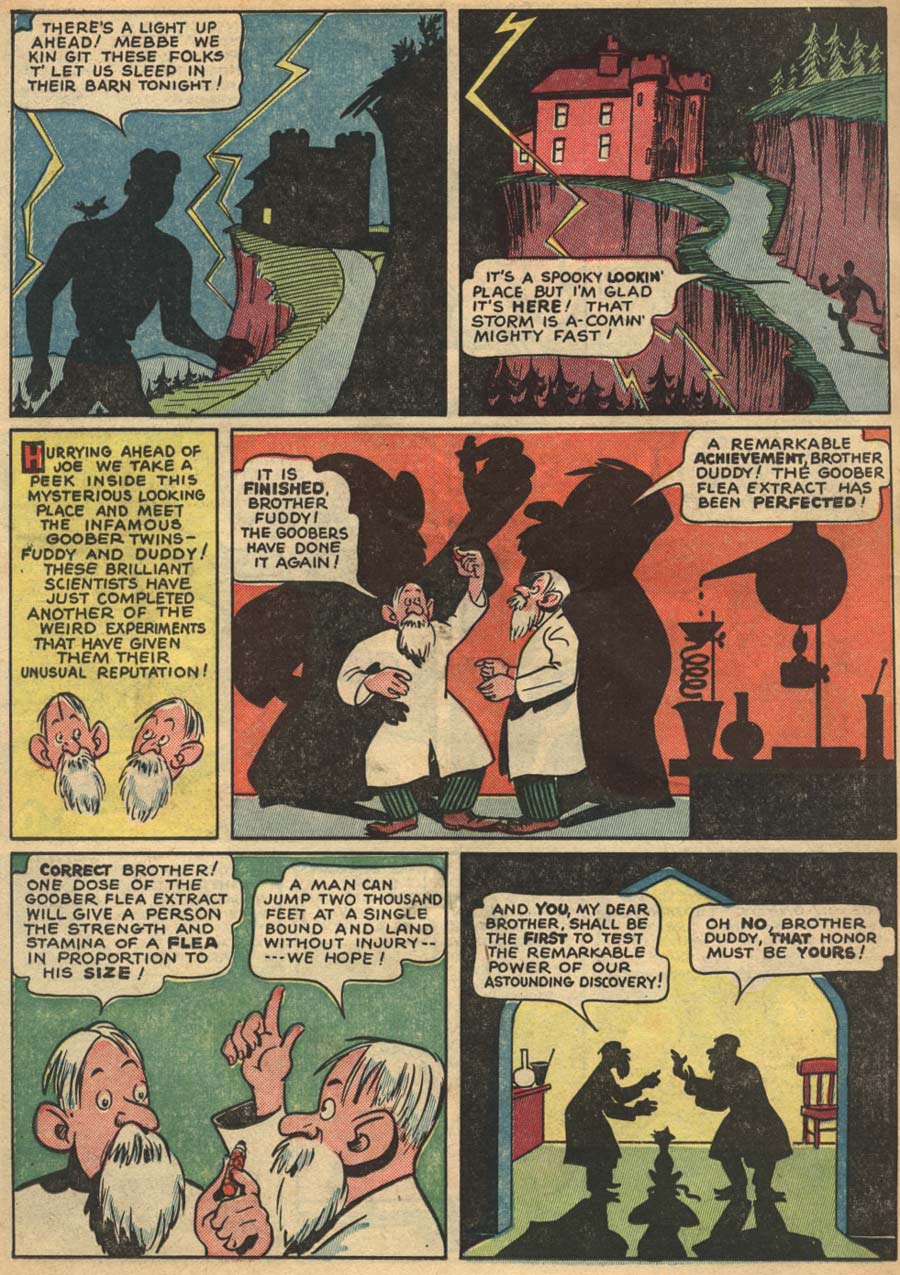 THERE'S A LIGHT UP
AHEAD! MEBBE WE
KIN GIT THESE FOLKS
T' LET US SLEEP IN
THEIR BARN TONIGHT!
IT'S A SPOOKY LOOKIN'
PLACE BUT I'M GLAD
IT'S HERE! THAT
STORM IS A-COMIN'
MIGHTY FAST!
HURRYING AHEAD OF
JOE WE TAKE A
PEEK INSIDE THIS
MYSTERIOUS LOOKING
PLACE AND MEET
THE INFAMOUS
GOOBER TWINS-
FUDDY AND DUDDY!
THESE BRILLIANT
SCIENTISTS HAVE
JUST COMPLETED
ANOTHER OF THE
WEIRD EXPERIMENTS
THAT HAVE GIVEN
THEM THEIR
UNUSUAL REPUTATION!
IT IS
FINISHED,
BROTHER
FUDDY!
THE GOOBERS
HAVE DONE
IT AGAIN!
A REMARKABLE
ACHIEVEMENT, BROTHER
DUDDY! THE GOOBER
FLEA EXTRACT HAS
BEEN PERFECTED!
CORRECT BROTHER!
ONE DOSE OF THE
GOOBER FLEA EXTRACT
WILL GIVE A PERSON
THE STRENGTH AND
STAMINA OF A FLEA
IN PROPORTION TO
HIS SIZE!
A MAN CAN
JUMP TWO THOUSAND
FEET AT A SINGLE
BOUND AND LAND
WITHOUT INJURY--
---WE HOPE!
AND YOU, MY DEAR
BROTHER, SHALL BE
THE FIRST TO TEST
THE REMARKABLE
POWER OF OUR
ASTOUNDING DISCOVERY!
OH NO, BROTHER
DUDDY, THAT HONOR
MUST BE YOURS!